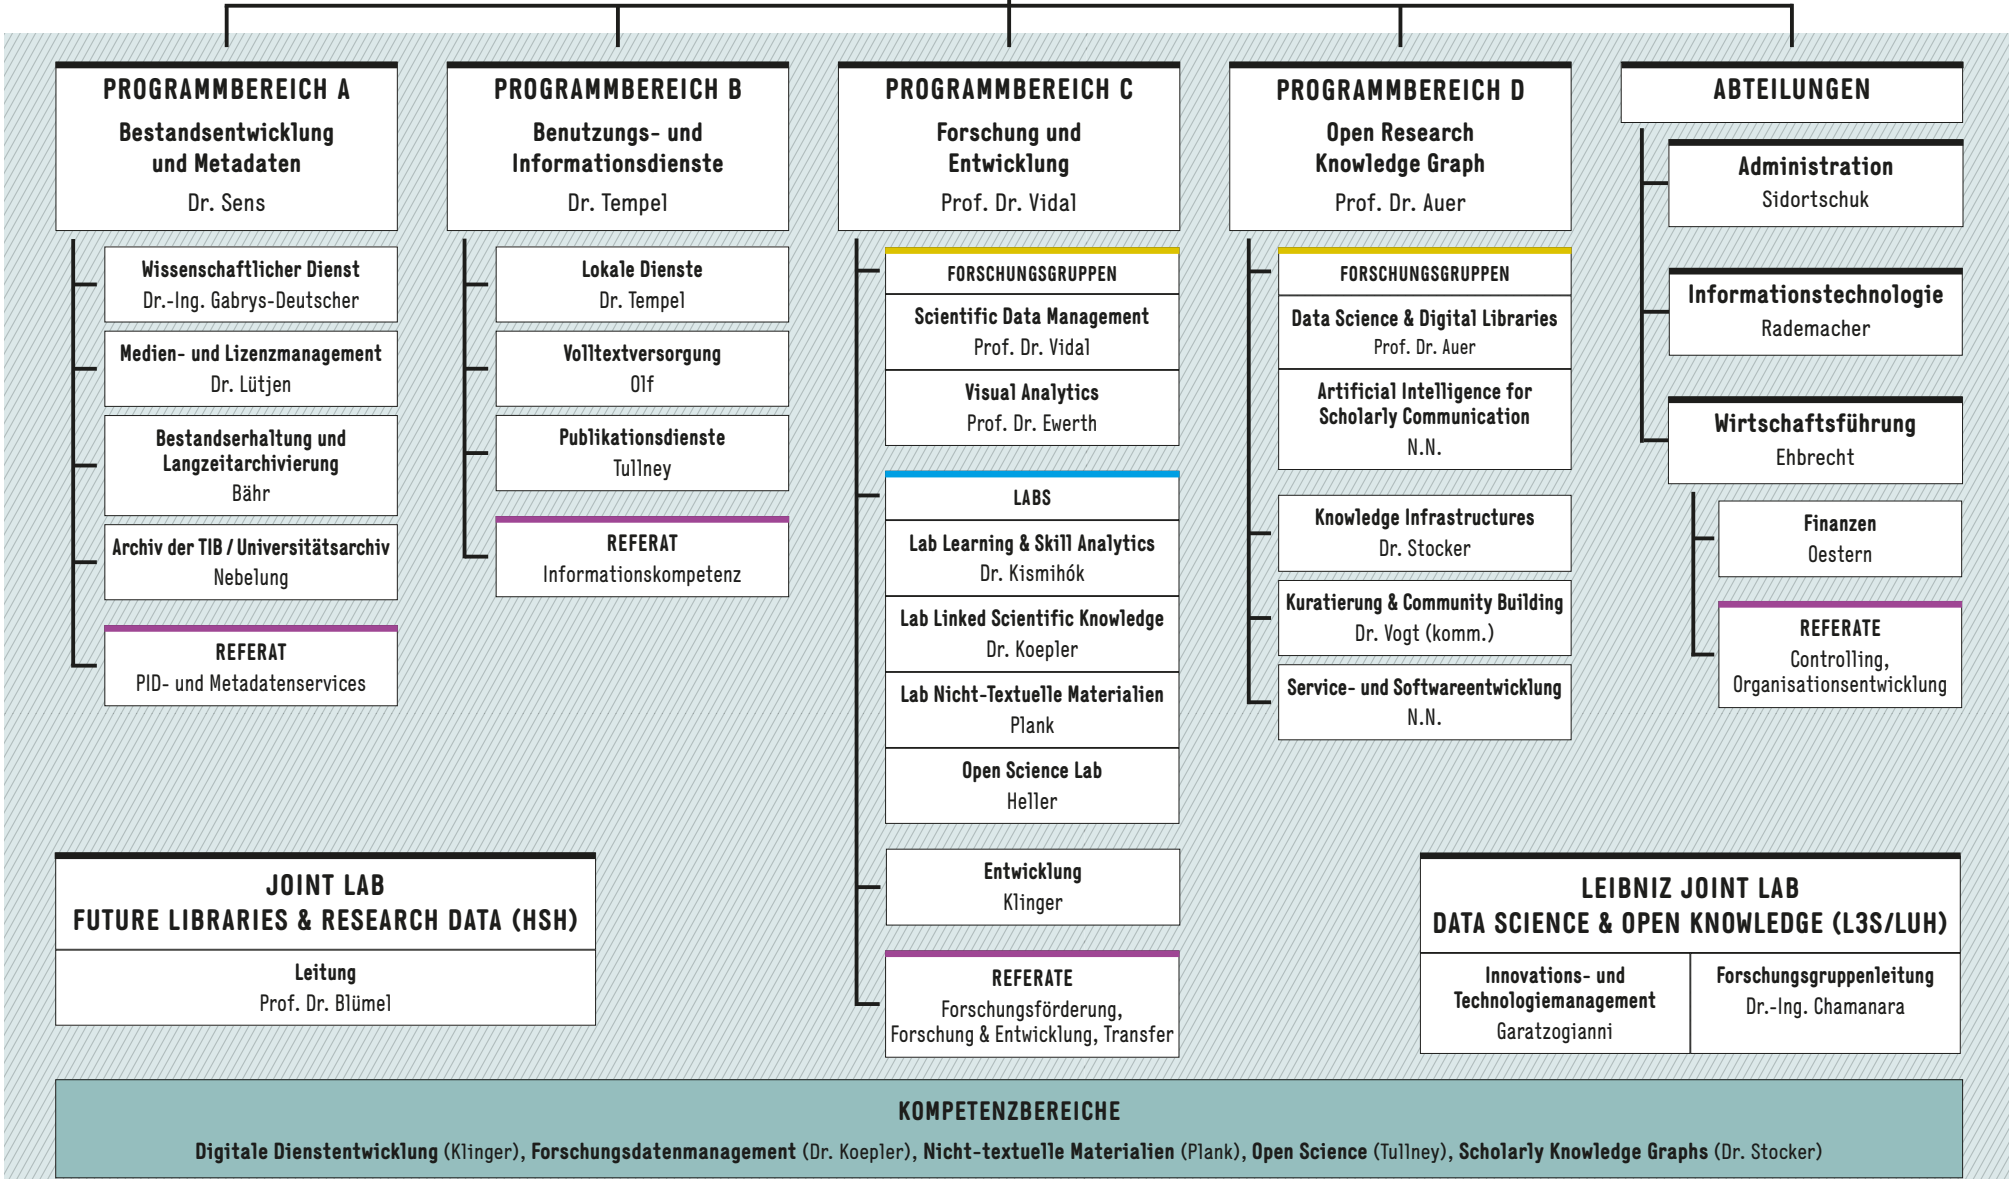 PROGRAMMBEREICH A
Bestandsentwicklung
und Metadaten
Dr. Sens
Wissenschaftlicher Dienst
Dr.-Ing. Gabrys-Deutscher
Medien- und Lizenzmanagement
Dr. Lütjen
Bestandserhaltung und
Langzeitarchivierung
Bähr
Archiv der TIB / Universitätsarchiv
Nebelung
REFERAT
PID- und Metadatenservices
PROGRAMMBEREICH B
Benutzungs- und
Informationsdienste
Dr. Tempel
Lokale Dienste
Dr. Tempel
Volltextversorgung
Olf
Publikationsdienste
Tullney
REFERAT
Informationskompetenz
PROGRAMMBEREICH C
Forschung und
Entwicklung
Prof. Dr. Vidal
FORSCHUNGSGRUPPEN
Scientific Data Management
Prof. Dr. Vidal
Visual Analytics
Prof. Dr. Ewerth
LABS
Lab Learning & Skill Analytics
Dr. Kismihók
Lab Linked Scientific Knowledge
Dr. Koepler
Lab Nicht-Textuelle Materialien
Plank
Open Science Lab
Heller
Entwicklung
Klinger
REFERATE
Forschungsförderung,
Forschung & Entwicklung, Transfer
PROGRAMMBEREICH D
Open Research
Knowledge Graph
Prof. Dr. Auer
FORSCHUNGSGRUPPEN
Data Science & Digital Libraries
Prof. Dr. Auer
Artificial Intelligence for
Scholarly Communication
N.N.
Knowledge Infrastructures
Dr. Stocker
Kuratierung & Community Building
Dr. Vogt (komm.)
Service- und Softwareentwicklung
N.N.
ABTEILUNGEN
Administration
Sidortschuk
Informationstechnologie
Rademacher
Wirtschaftsführung
Ehbrecht
Finanzen
Oestern
REFERATE
Controlling,
Organisationsentwicklung
JOINT LAB
FUTURE LIBRARIES & RESEARCH DATA (HSH)
Leitung
Prof. Dr. Blümel
LEIBNIZ JOINT LAB
DATA SCIENCE & OPEN KNOWLEDGE (L3S/LUH)
Innovations- und
Technologiemanagement
Garatzogianni
Forschungsgruppenleitung
Dr.-Ing. Chamanara
KOMPETENZBEREICHE
Digitale Dienstentwicklung (Klinger), Forschungsdatenmanagement (Dr. Koepler), Nicht-textuelle Materialien (Plank), Open Science (Tullney), Scholarly Knowledge Graphs (Dr. Stocker)